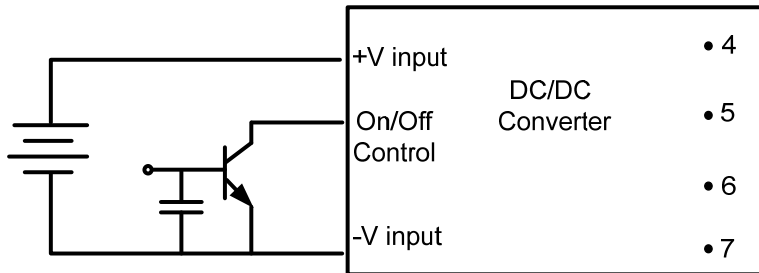 +V input
On/Off
Control
-V input
DC/DC
Converter
4
5
6
7